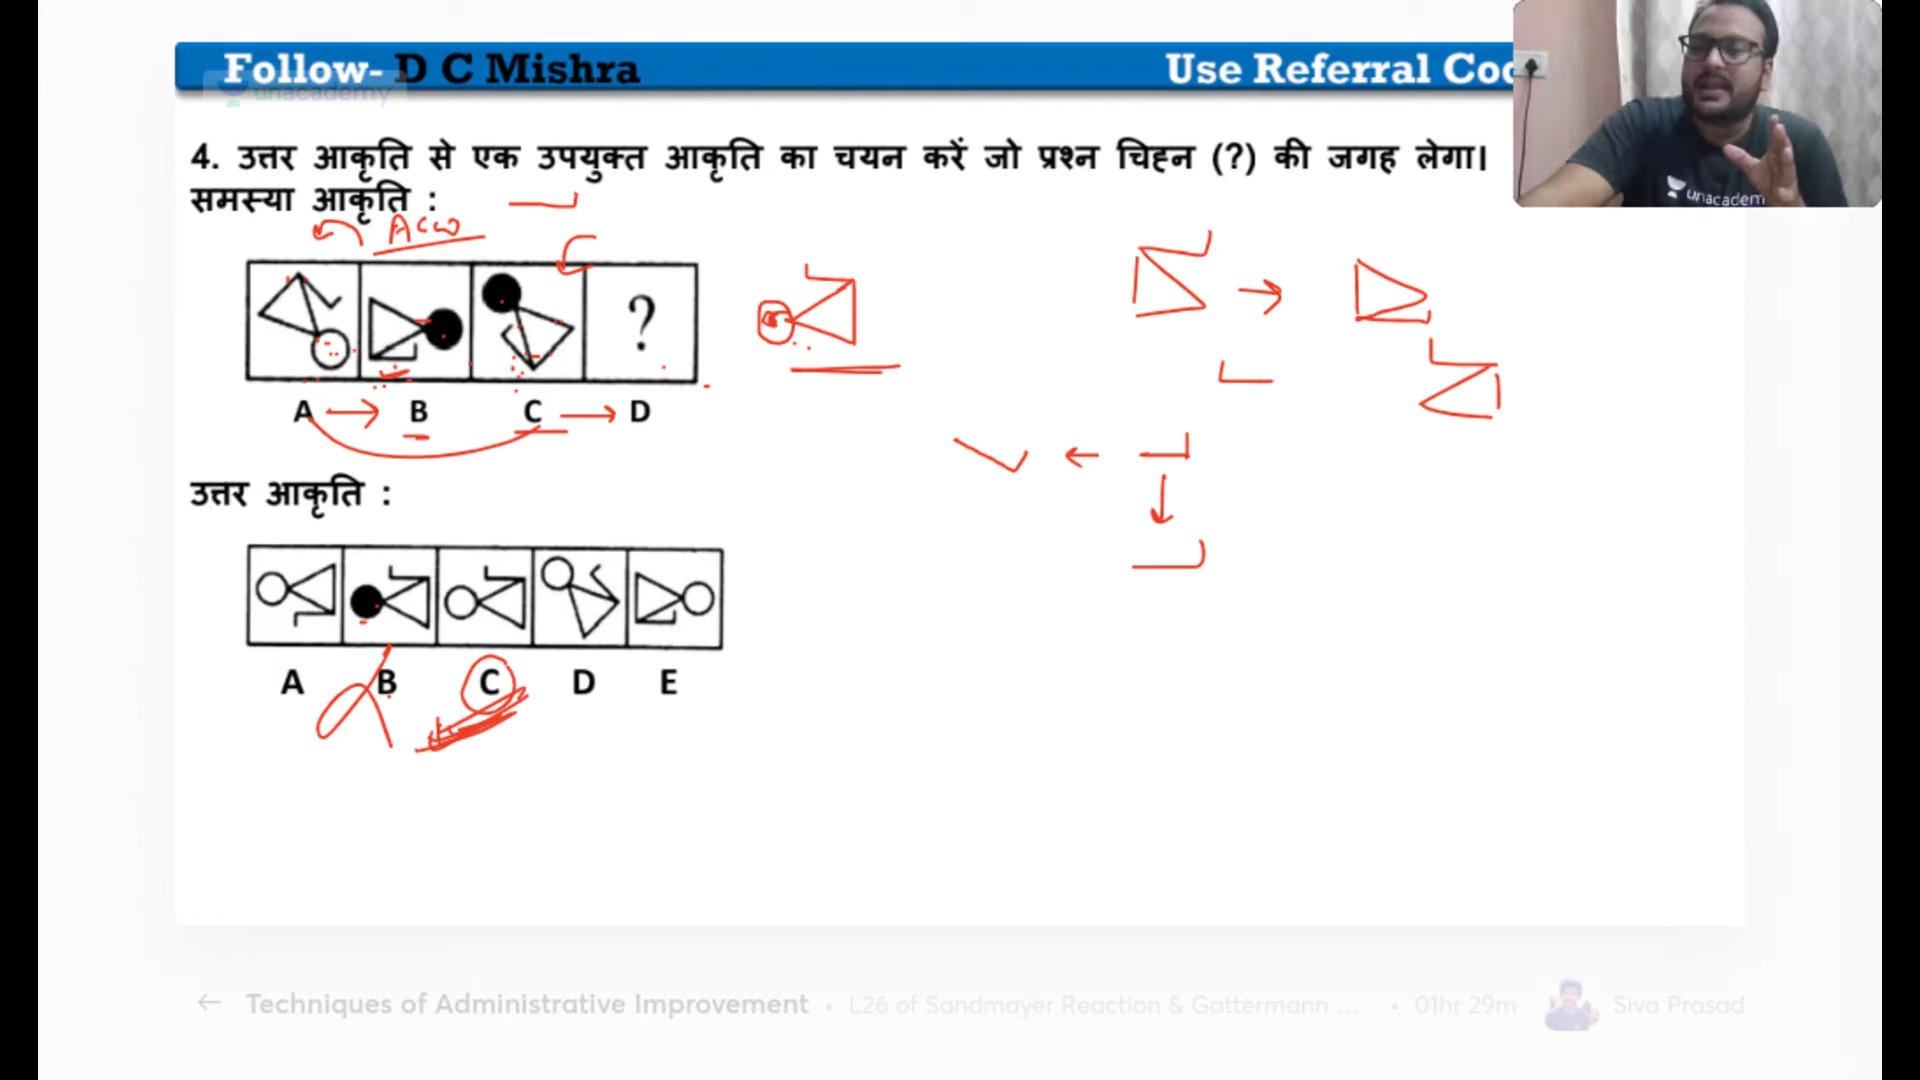 Follow- D C Mishra
Use Referral Coc
unacademy
unacadem
4. उत्तर आकृति से एक उपयुक्त आकृति का चयन करें जो प्रश्न चिह्न (?) की जगह लेगा।
समस्या आकृति :
ACW
?
A B C D
उत्तर आकृति :
A B C D E
← Techniques of Administrative Improvement • L26 of Sandmayer Reaction & Gattermann ... • 01hr 29m Siva Prasad